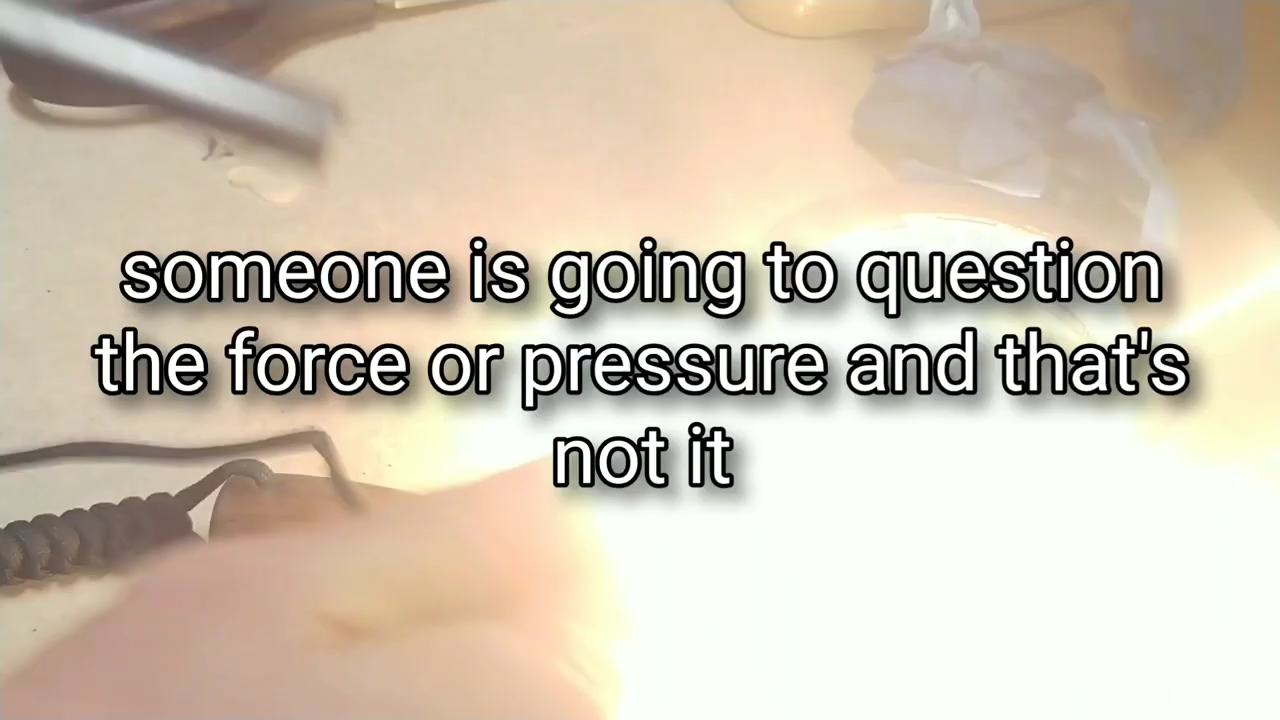 someone is going to question
the force or pressure and that's
not it